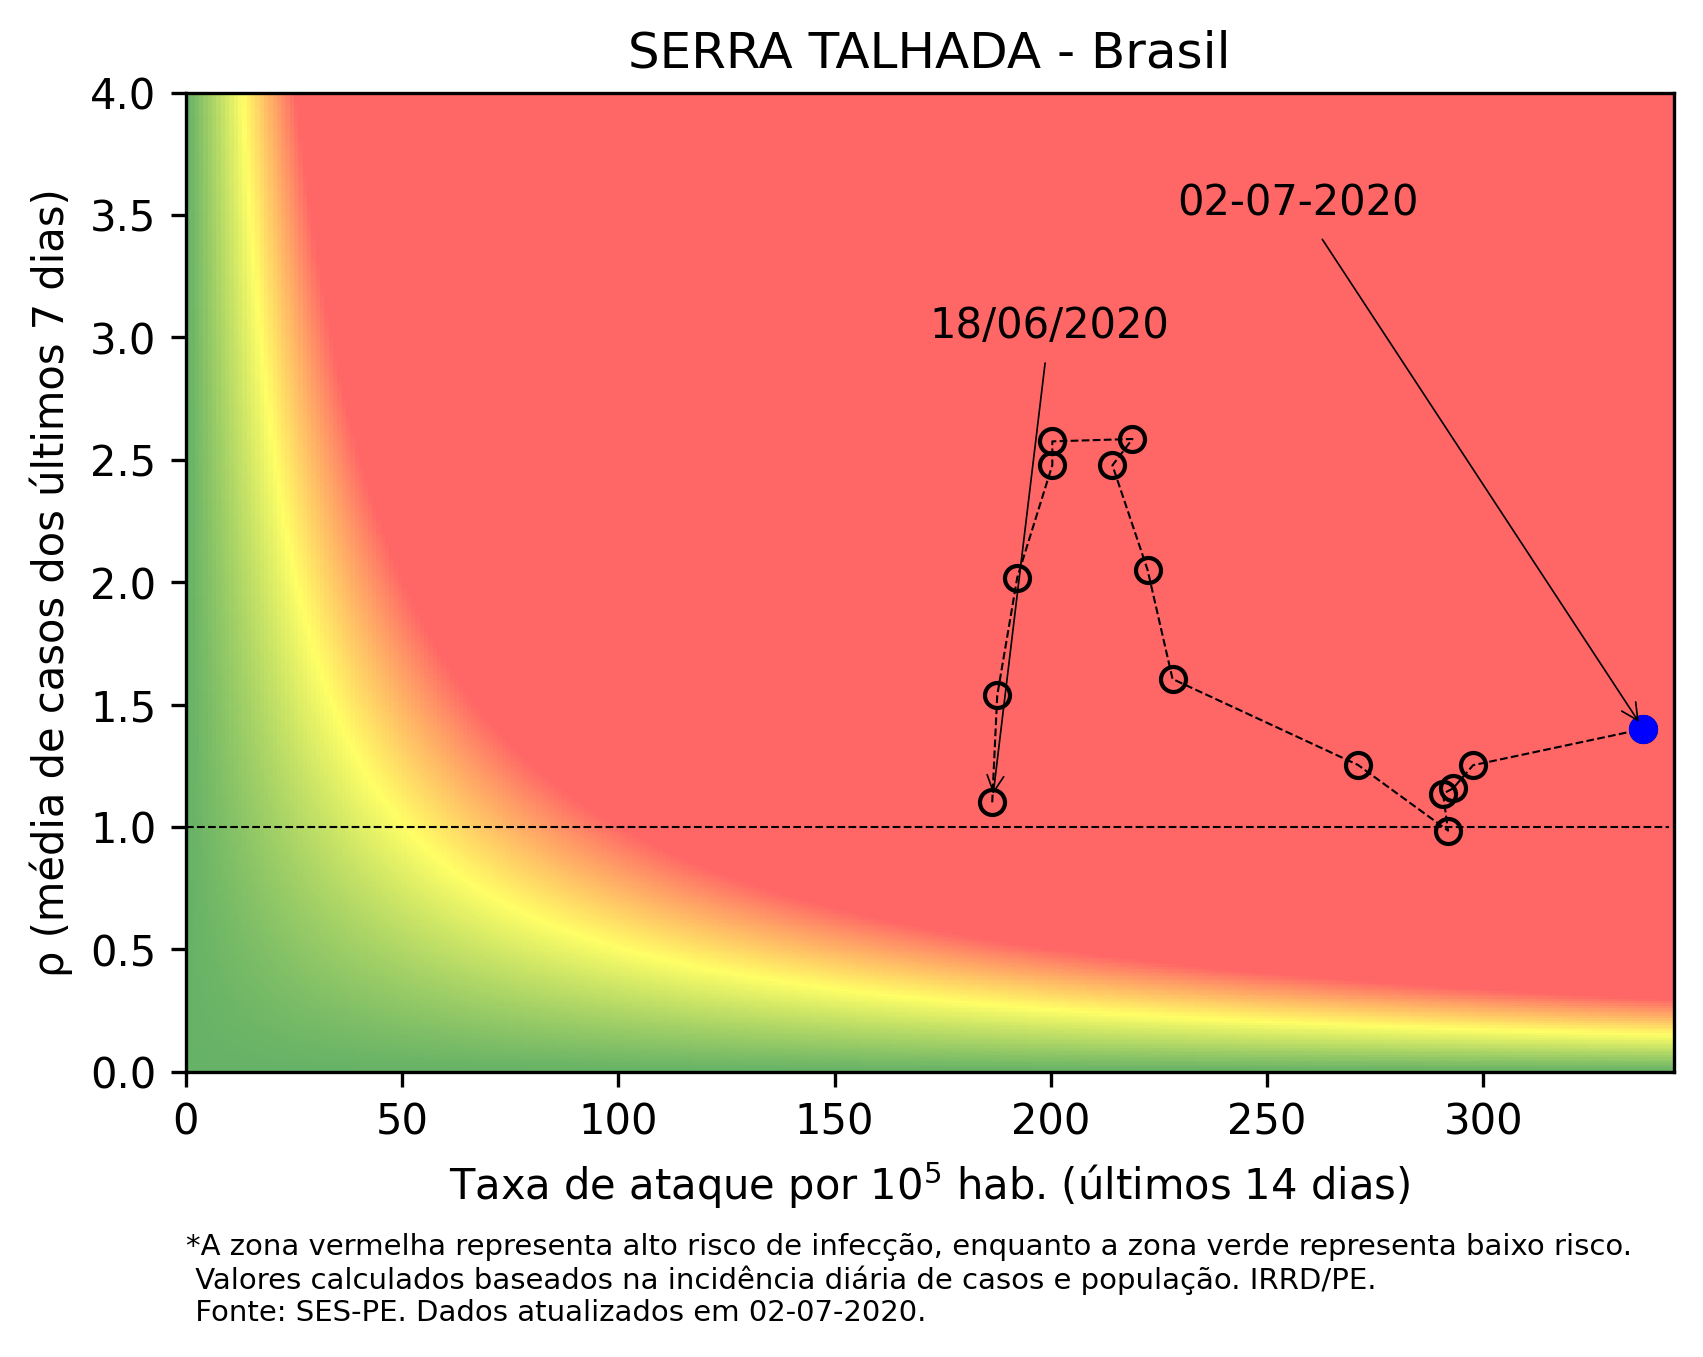 SERRA TALHADA - Brasil
4.0
3.5
3.0
2.5
2.0
1.5
1.0
0.5
0.0
ρ (média de casos dos últimos 7 dias)
02-07-2020
18/06/2020
0 50 100 150 200 250 300
Taxa de ataque por 10⁵ hab. (últimos 14 dias)
*A zona vermelha representa alto risco de infecção, enquanto a zona verde representa baixo risco.
Valores calculados baseados na incidência diária de casos e população. IRRD/PE.
Fonte: SES-PE. Dados atualizados em 02-07-2020.